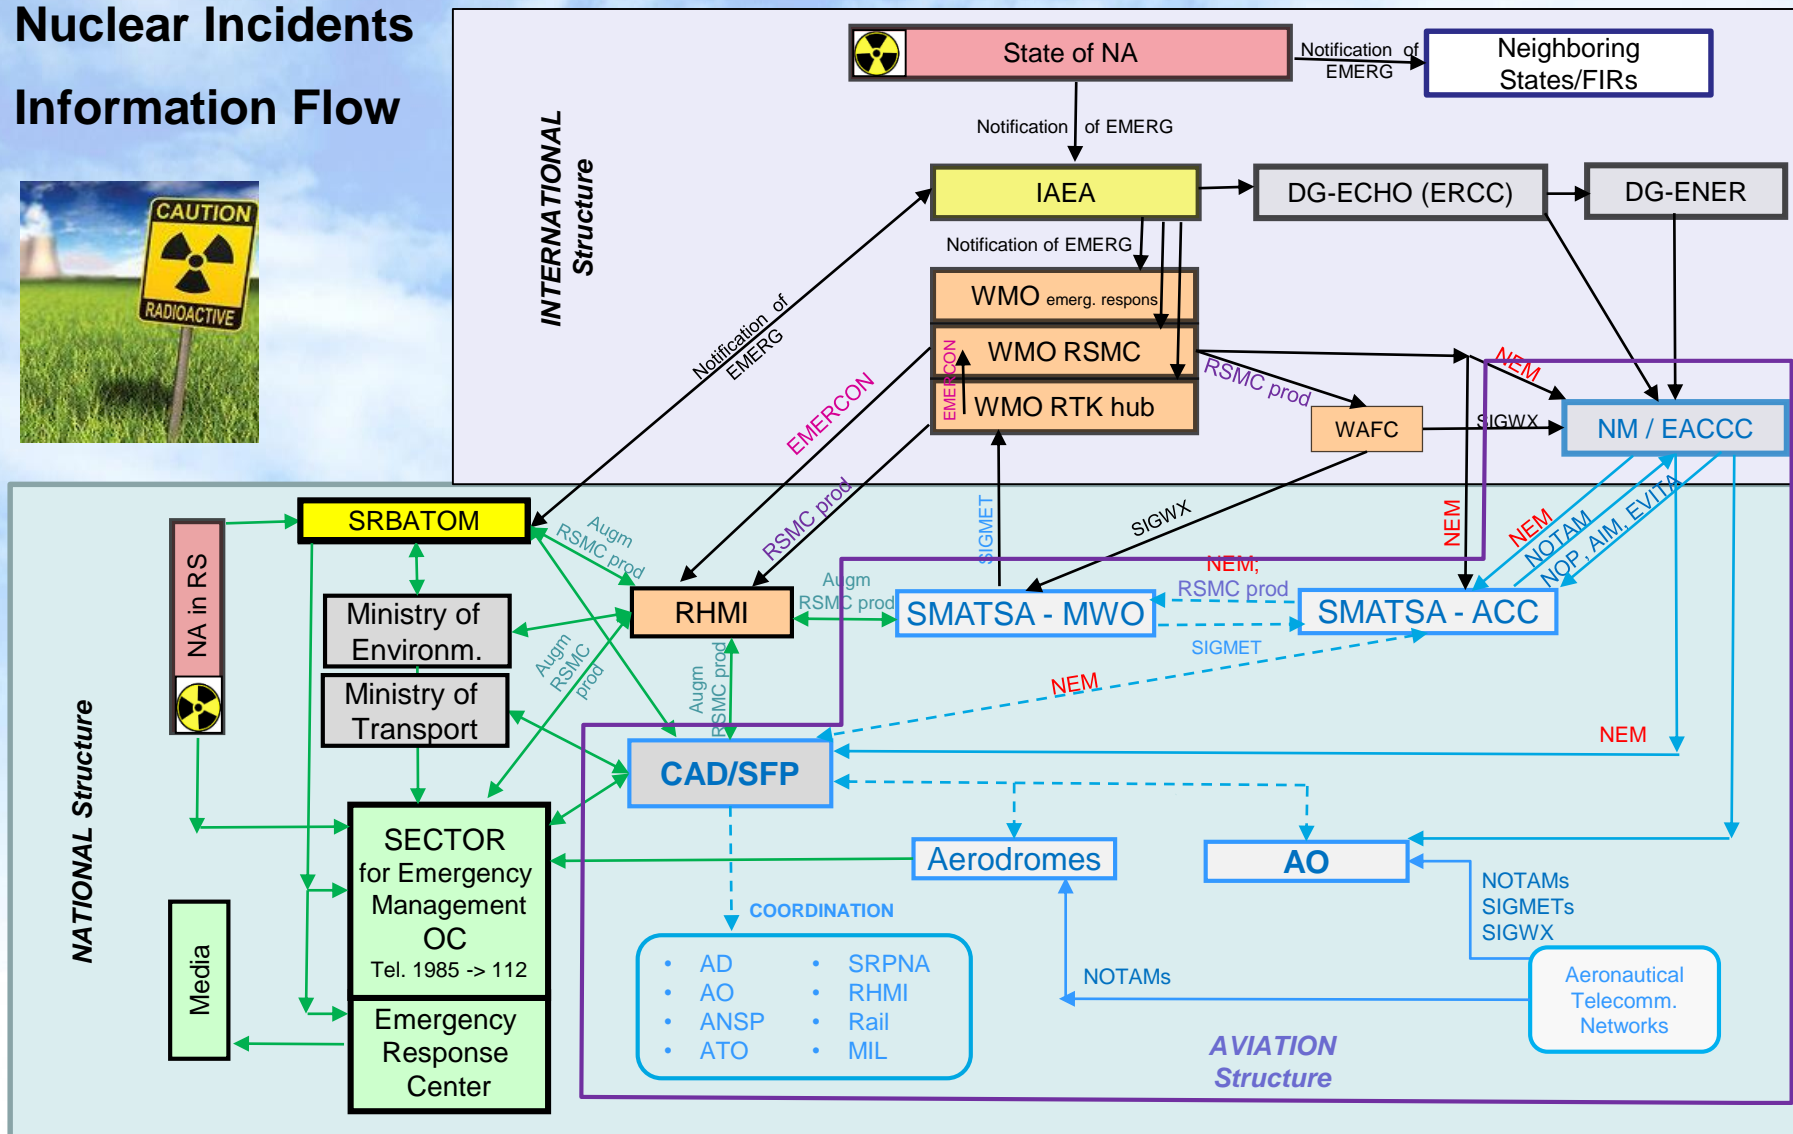 Nuclear Incidents
Information Flow
CAUTION
RADIOACTIVE
INTERNATIONAL
Structure
State of NA
Notification of
EMERG
Neighboring
States/FIRs
Notification of EMERG
IAEA
DG-ECHO (ERCC)
DG-ENER
Notification of EMERG
Notification of
EMERG
WMO emerg. respons
WMO RSMC
WMO RTK hub
EMERCON
EMERCON
RSMC prod
RSMC prod
NEM
WAFC
SIGWX
NM / EACCC
NATIONAL Structure
NA in RS
SRBATOM
Augm
RSMC prod
SIGMET
SIGWX
NEM
NEM
NOTAM
NOP, AIM, EVITA
Ministry of
Environm.
RHMI
Augm
RSMC prod
SMATSA - MWO
NEM;
RSMC prod
SMATSA - ACC
SIGMET
Augm
RSMC
prod
Augm
RSMC prod
Ministry of
Transport
NEM
NEM
CAD/SFP
SECTOR
for Emergency
Management
OC
Tel. 1985 -> 112
Aerodromes
AO
COORDINATION
NOTAMs
SIGMETs
SIGWX
Media
• AD
• AO
• ANSP
• ATO
• SRPNA
• RHMI
• Rail
• MIL
NOTAMs
Aeronautical
Telecomm.
Networks
Emergency
Response
Center
AVIATION
Structure